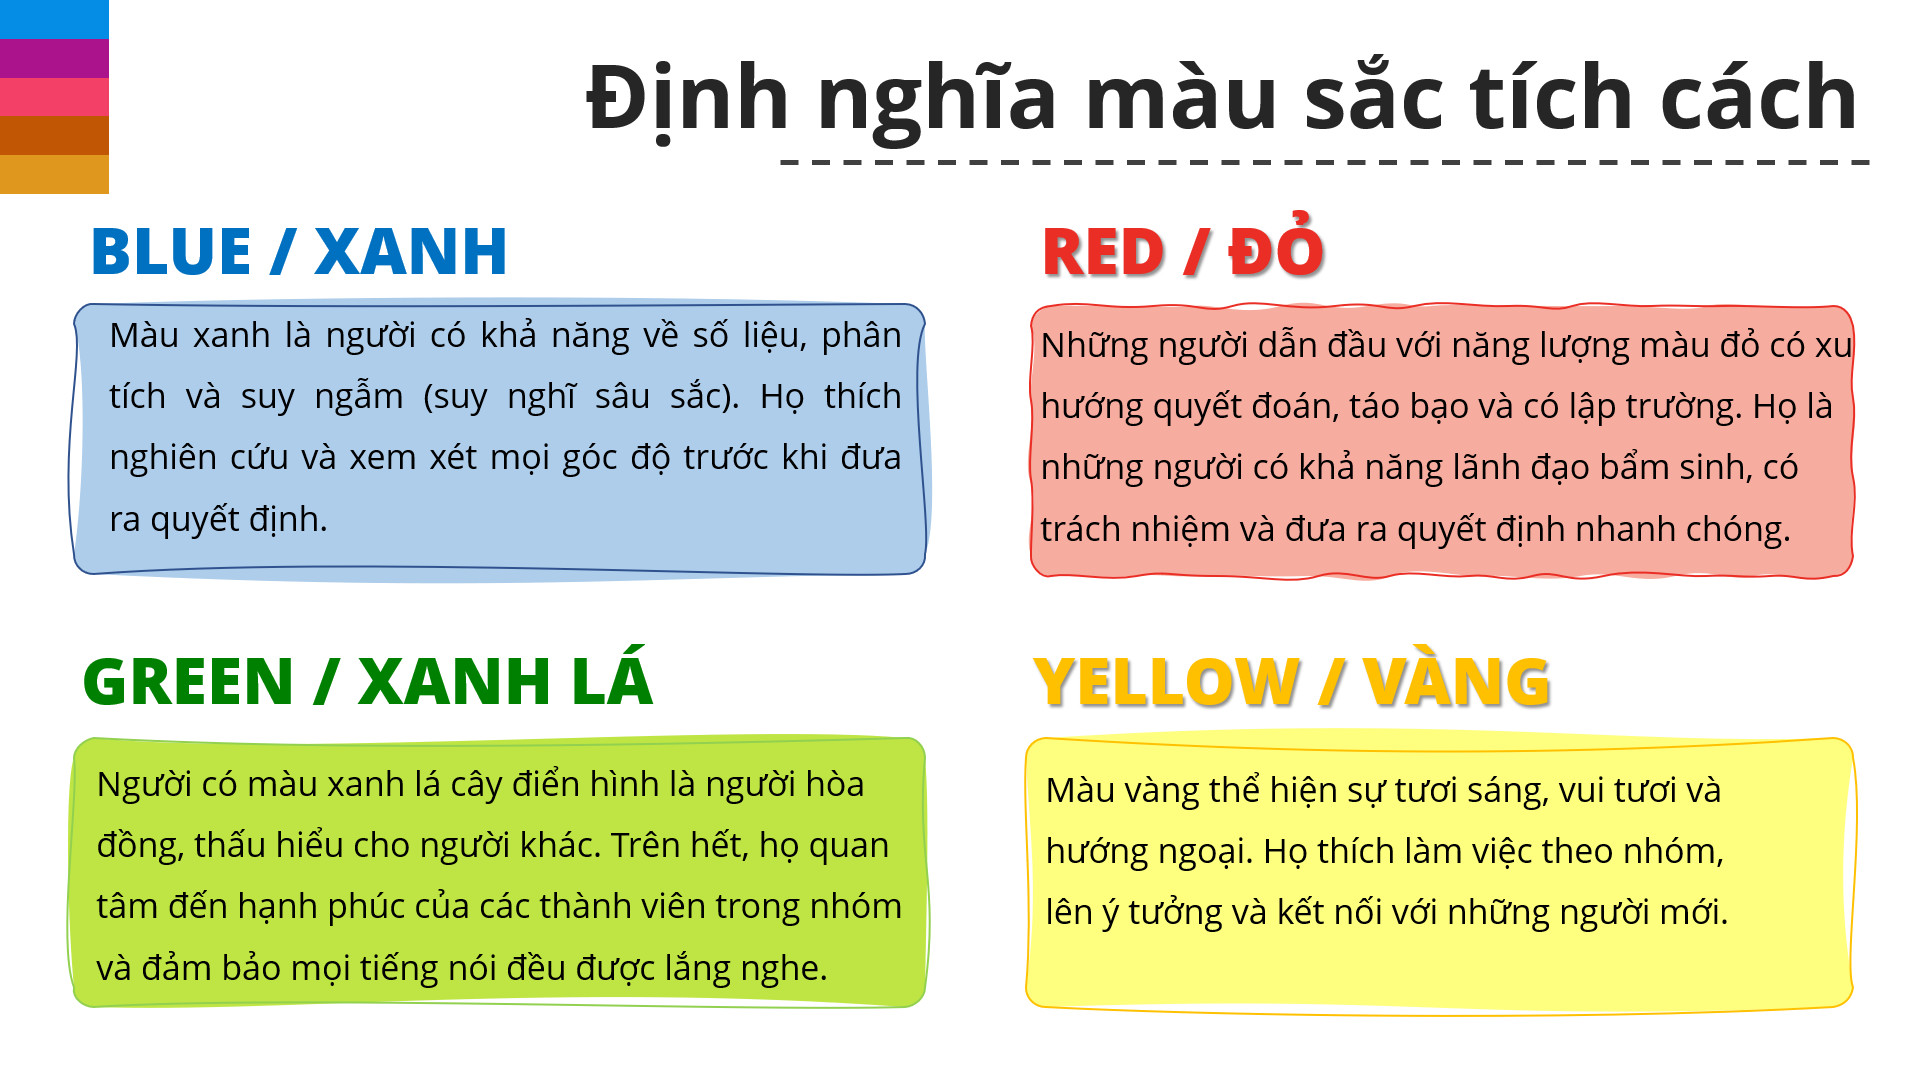 Định nghĩa màu sắc tích cách
BLUE / XANH
Màu xanh là người có khả năng về số liệu, phân
tích và suy ngẫm (suy nghĩ sâu sắc). Họ thích
nghiên cứu và xem xét mọi góc độ trước khi đưa
ra quyết định.
RED / ĐỎ
Những người dẫn đầu với năng lượng màu đỏ có xu
hướng quyết đoán, táo bạo và có lập trường. Họ là
những người có khả năng lãnh đạo bẩm sinh, có
trách nhiệm và đưa ra quyết định nhanh chóng.
GREEN / XANH LÁ
Người có màu xanh lá cây điển hình là người hòa
đồng, thấu hiểu cho người khác. Trên hết, họ quan
tâm đến hạnh phúc của các thành viên trong nhóm
và đảm bảo mọi tiếng nói đều được lắng nghe.
YELLOW / VÀNG
Màu vàng thể hiện sự tươi sáng, vui tươi và
hướng ngoại. Họ thích làm việc theo nhóm,
lên ý tưởng và kết nối với những người mới.